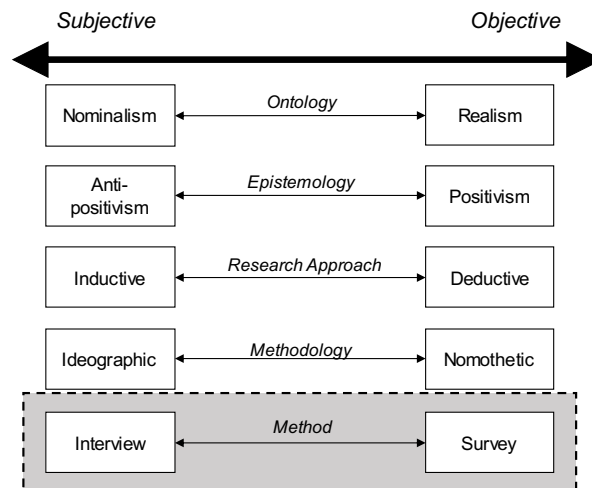 Subjective Objective
Ontology
Nominalism Realism
Epistemology
Anti-
positivism Positivism
Research Approach
Inductive Deductive
Methodology
Ideographic Nomothetic
Method
Interview Survey